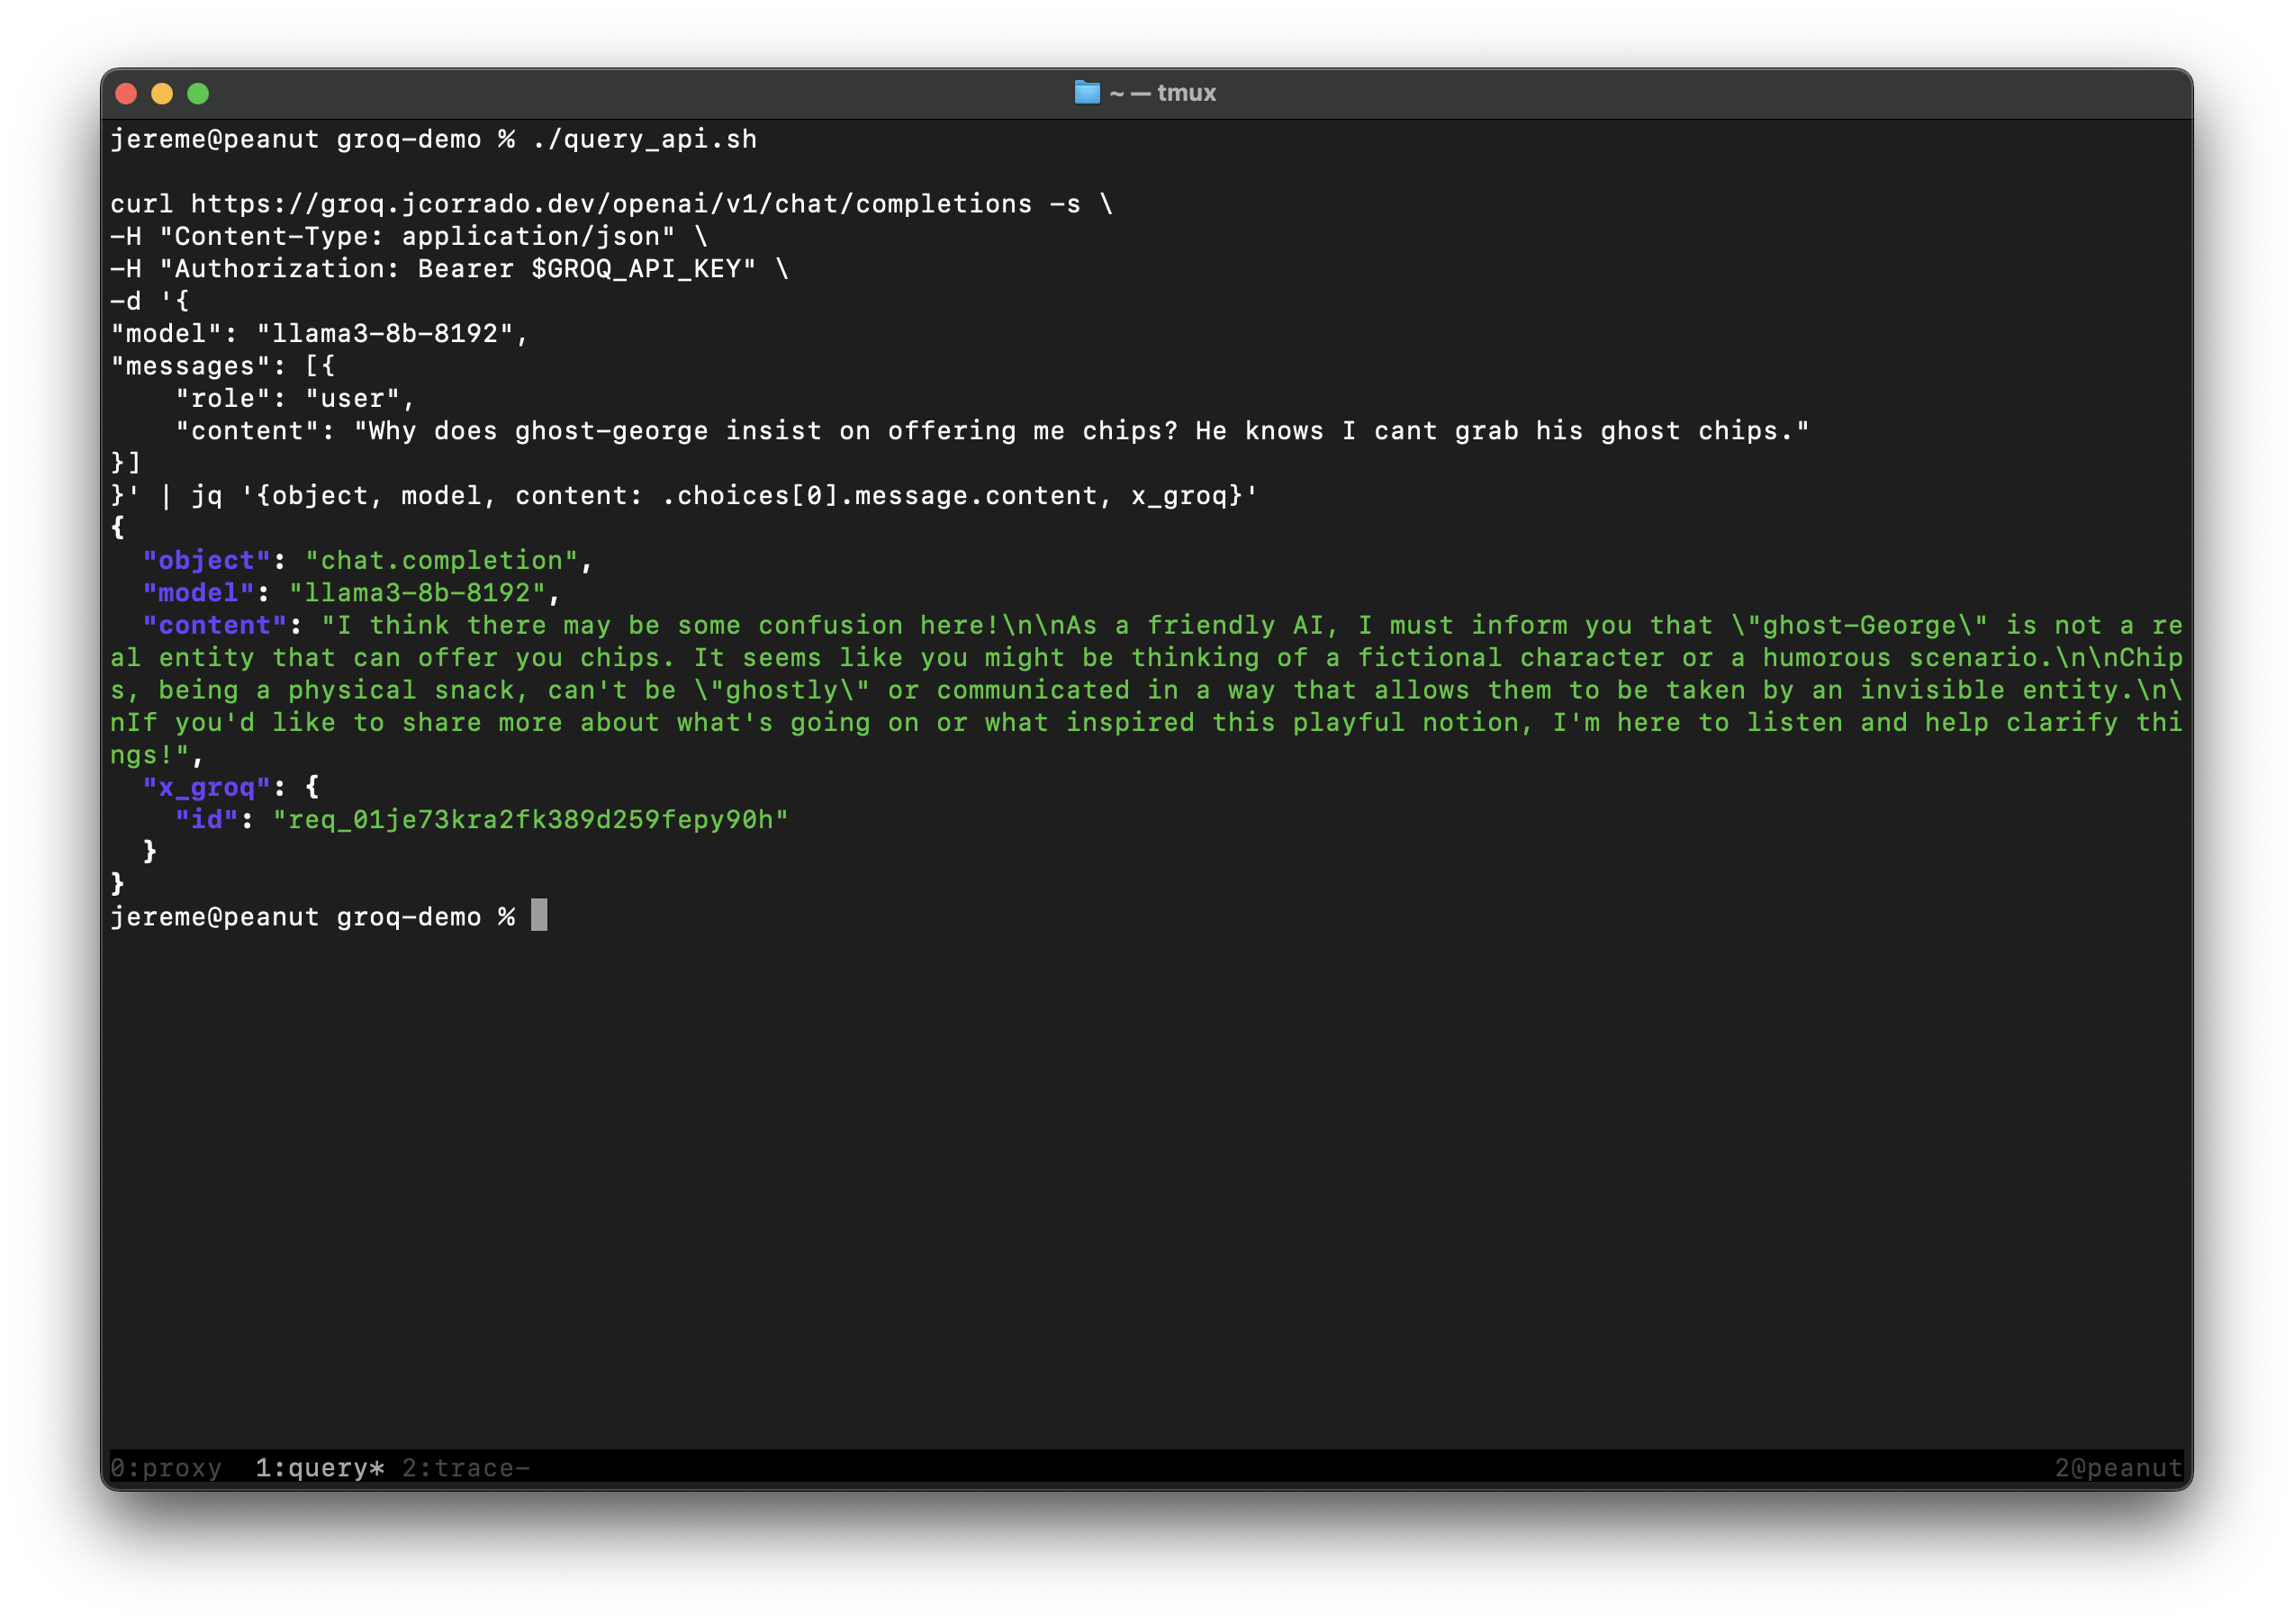 ~ — tmux
jereme@peanut groq-demo % ./query_api.sh
curl https://groq.jcorrado.dev/openai/v1/chat/completions -s \
-H "Content-Type: application/json" \
-H "Authorization: Bearer $GROQ_API_KEY" \
-d '{
"model": "llama3-8b-8192",
"messages": [{
    "role": "user",
    "content": "Why does ghost-george insist on offering me chips? He knows I cant grab his ghost chips."
}]
}' | jq '{object, model, content: .choices[0].message.content, x_groq}'
{
  "object": "chat.completion",
  "model": "llama3-8b-8192",
  "content": "I think there may be some confusion here!\n\nAs a friendly AI, I must inform you that \"ghost-George\" is not a re
al entity that can offer you chips. It seems like you might be thinking of a fictional character or a humorous scenario.\n\nChip
s, being a physical snack, can't be \"ghostly\" or communicated in a way that allows them to be taken by an invisible entity.\n\
nIf you'd like to share more about what's going on or what inspired this playful notion, I'm here to listen and help clarify thi
ngs!",
  "x_groq": {
    "id": "req_01je73kra2fk389d259fepy90h"
  }
}
jereme@peanut groq-demo %
0:proxy  1:query* 2:trace- 2@peanut